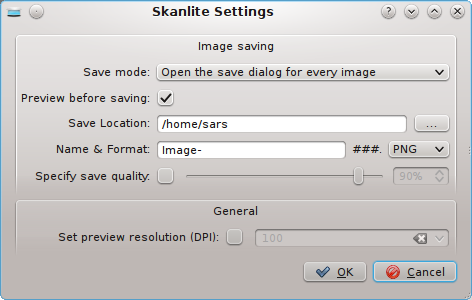 Skanlite Settings
Image saving
Save mode: Open the save dialog for every image
Preview before saving:
Save Location: /home/sars ...
Name & Format: Image- ###. PNG
Specify save quality: 90%
General
Set preview resolution (DPI): 100
OK Cancel